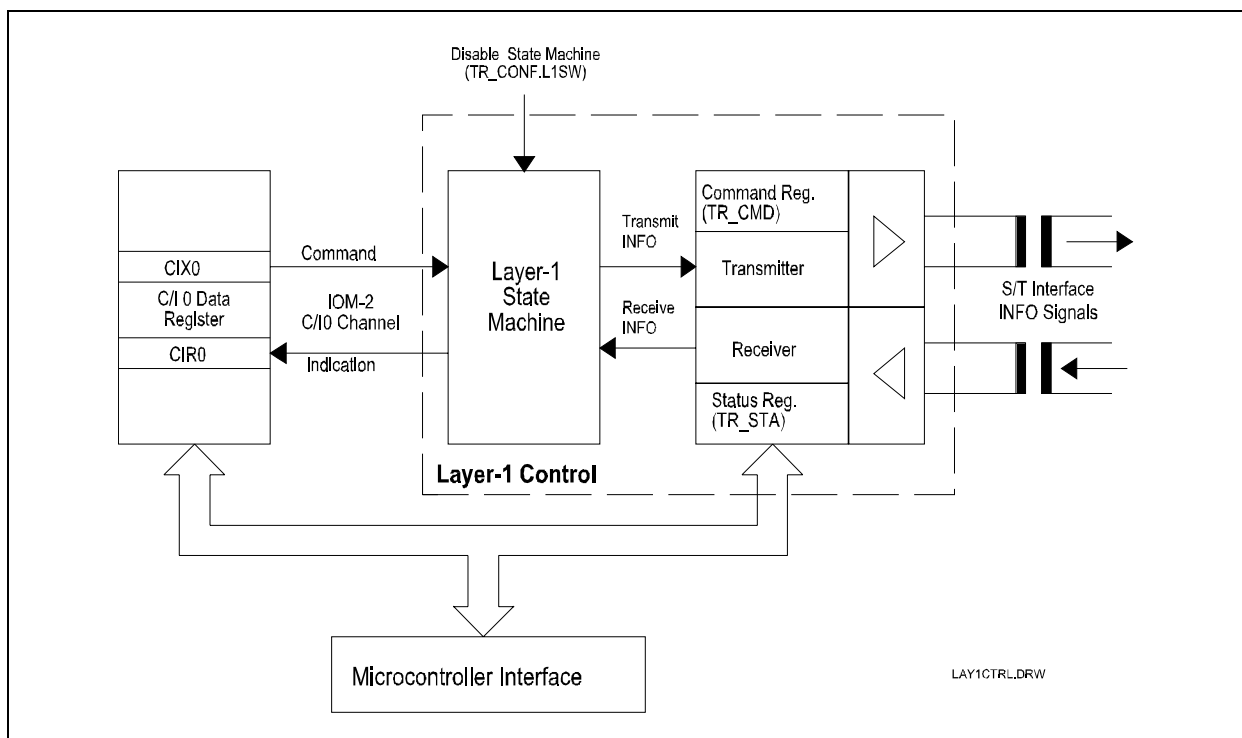 Disable State Machine
(TR_CONF.L1SW)
CIX0
C/I 0 Data
Register
CIR0
Command
IOM-2
C/I0 Channel
Indication
Layer-1
State
Machine
Transmit
INFO
Receive
INFO
Command Reg.
(TR_CMD)
Transmitter
Receiver
Status Reg.
(TR_STA)
S/T Interface
INFO Signals
Layer-1 Control
Microcontroller Interface
LAY1CTRL.DRW